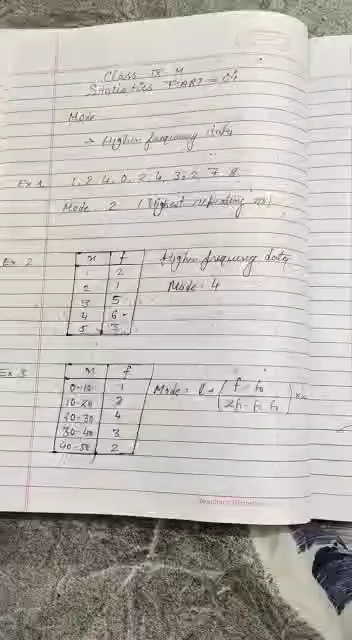 Class IX M
Statistics PART = 04
Mode
→ Higher frequency data
Ex 1. 1, 2 4, 0, 2 4, 3, 2 7 8.
Mode 2 (Highest repeating no)
Ex 2 x f Higher frequency data
1 2
2 1 Mode = 4
3 5
4 6
5 3
Ex 3
x f Mode = l + (f - f₀
0-10 1 2f₁ - f₁ f₀) xh
10-20 2
20-30 4
30-40 3
40-50 2